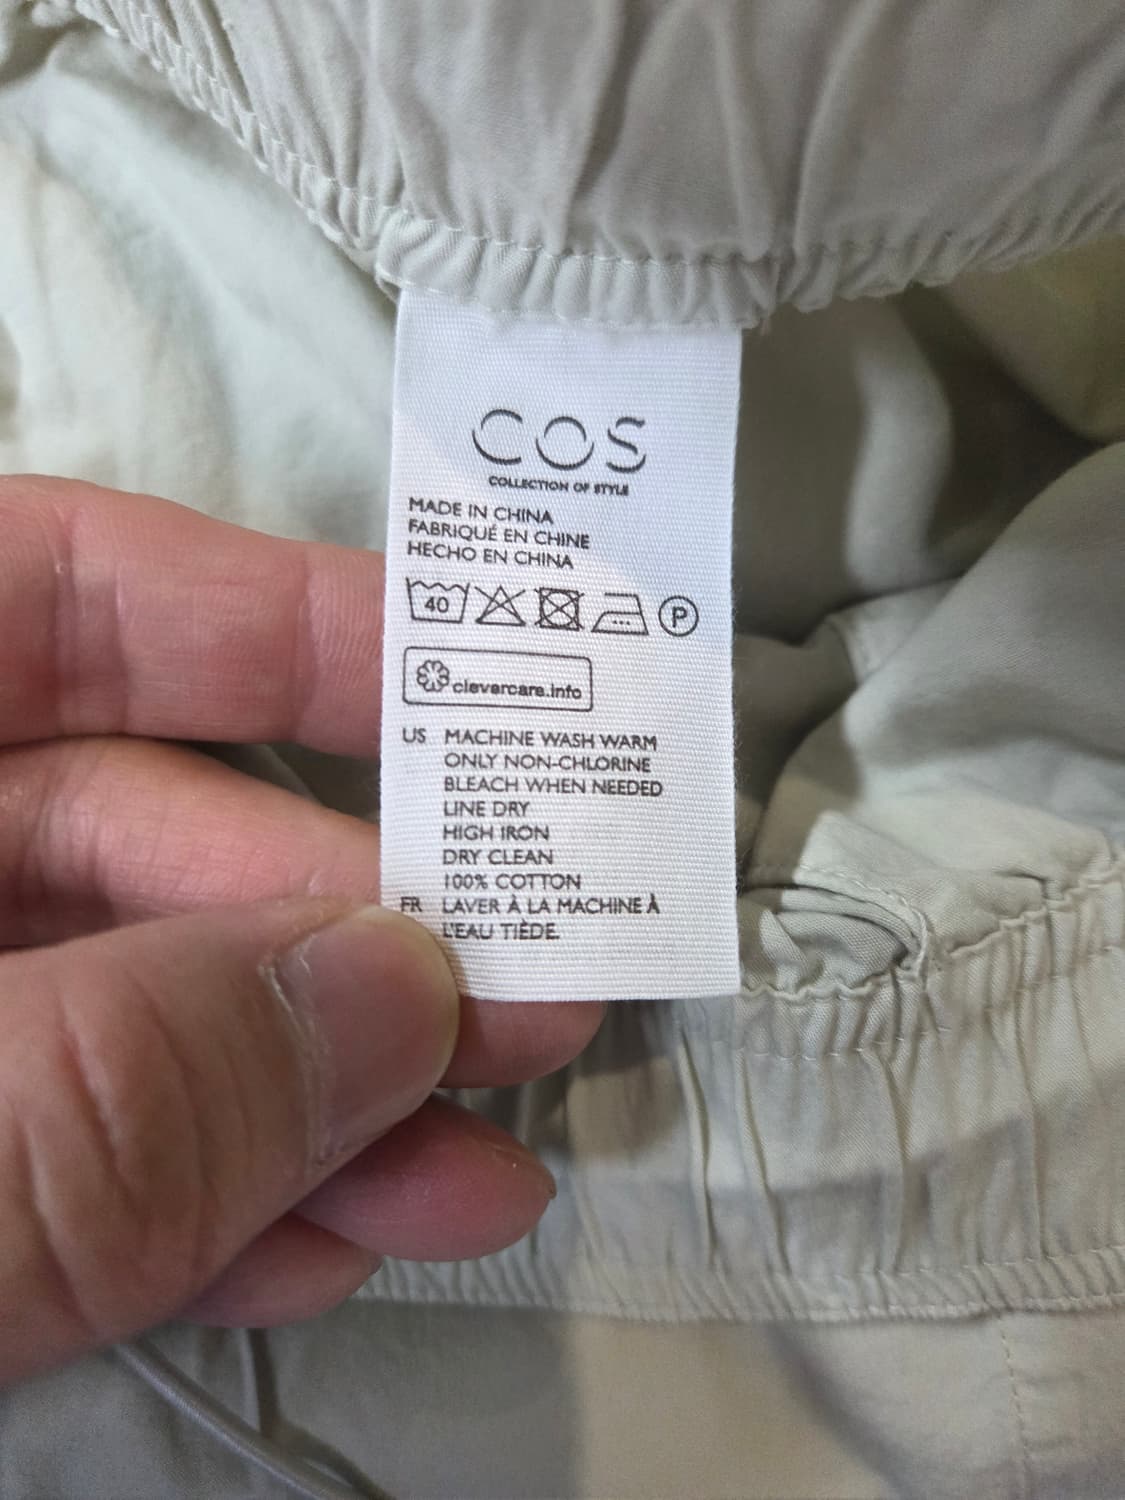 COS
COLLECTION OF STYLE
MADE IN CHINA
FABRIQUÉ EN CHINE
HECHO EN CHINA
40 P
clevercare.info
US MACHINE WASH WARM
ONLY NON-CHLORINE
BLEACH WHEN NEEDED
LINE DRY
HIGH IRON
DRY CLEAN
100% COTTON
FR LAVER À LA MACHINE À
L'EAU TIÈDE.